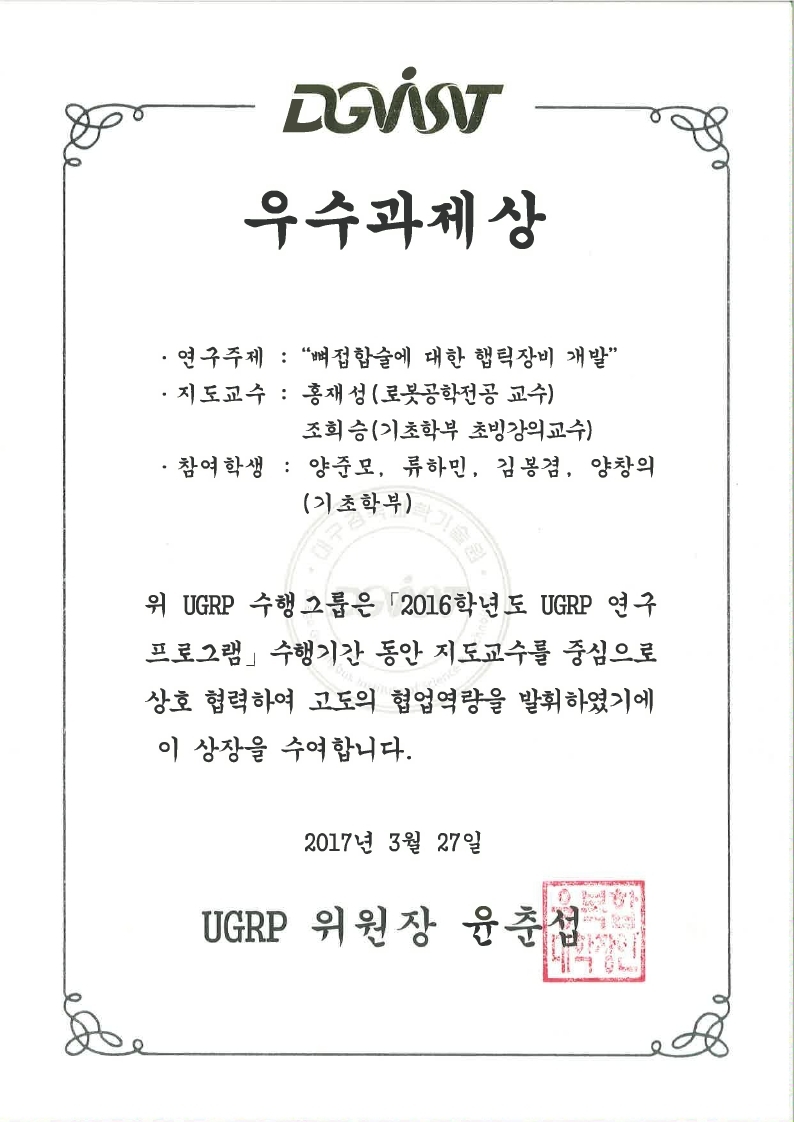 DGIST
우수과제상
· 연구주제 : “뼈접합술에 대한 햅틱장비 개발”
· 지도교수 : 홍재성(로봇공학전공 교수)
조희승(기초학부 초빙강의교수)
· 참여학생 : 양준모, 류하민, 김봉겸, 양창의
(기초학부)
위 UGRP 수행그룹은 「2016학년도 UGRP 연구
프로그램」 수행기간 동안 지도교수를 중심으로
상호 협력하여 고도의 협업역량을 발휘하였기에
이 상장을 수여합니다.
2017년 3월 27일
UGRP 위원장 윤춘섭